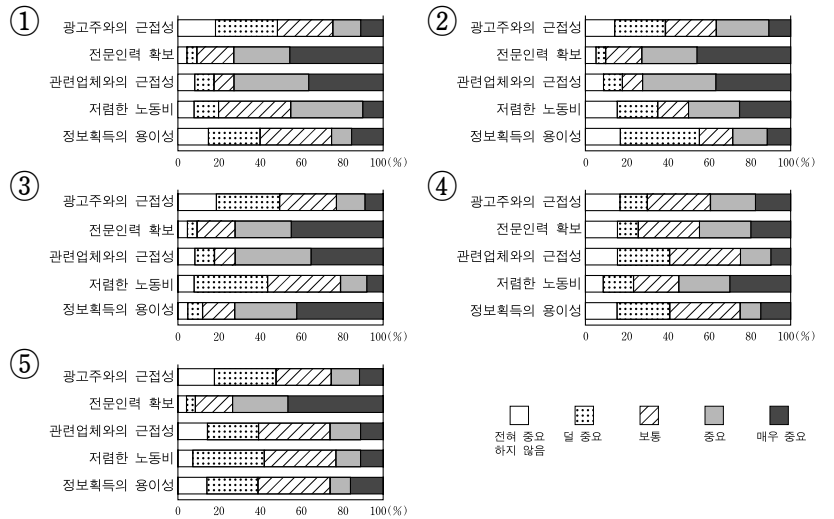 ①
광고주와의 근접성
전문인력 확보
관련업체와의 근접성
저렴한 노동비
정보획득의 용이성
0 20 40 60 80 100(%)
②
광고주와의 근접성
전문인력 확보
관련업체와의 근접성
저렴한 노동비
정보획득의 용이성
0 20 40 60 80 100(%)
③
광고주와의 근접성
전문인력 확보
관련업체와의 근접성
저렴한 노동비
정보획득의 용이성
0 20 40 60 80 100(%)
④
광고주와의 근접성
전문인력 확보
관련업체와의 근접성
저렴한 노동비
정보획득의 용이성
0 20 40 60 80 100(%)
⑤
광고주와의 근접성
전문인력 확보
관련업체와의 근접성
저렴한 노동비
정보획득의 용이성
0 20 40 60 80 100(%)
전혀 중요
하지 않음
덜 중요
보통
중요
매우 중요